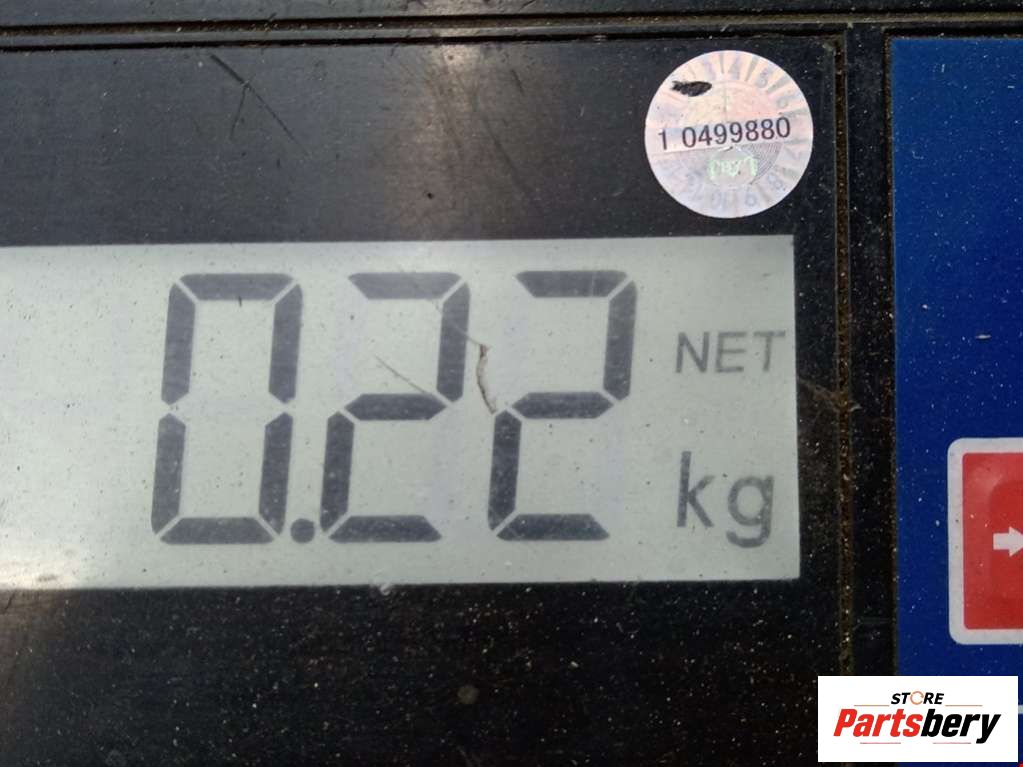 1 0499880
0.22
NET
kg
STORE
Partsbery